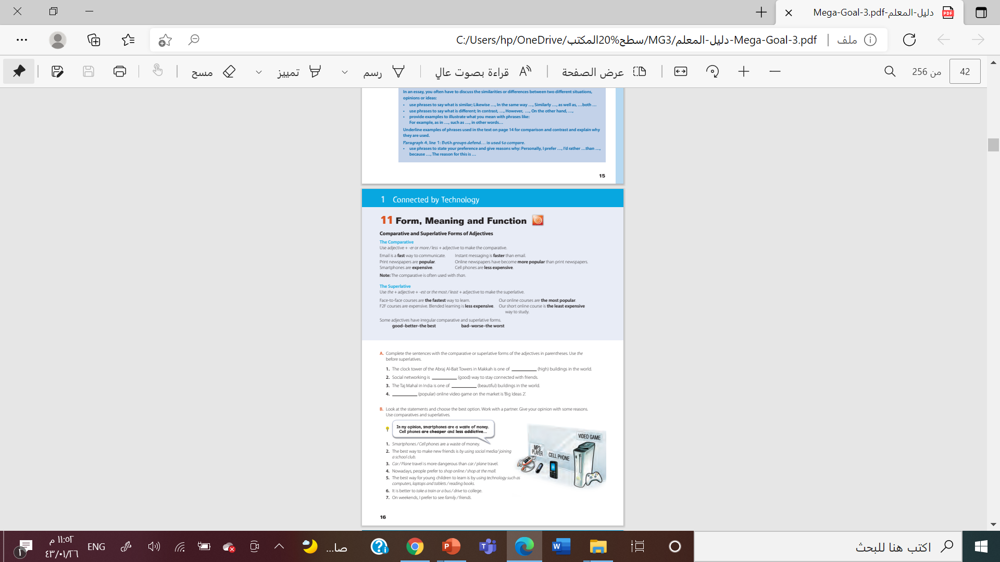 دليل-المعلم-Mega-Goal-3.pdf
ملف
C:/Users/hp/OneDrive/سطح%20المكتب/MG3/دليل-المعلم-Mega-Goal-3.pdf
42
من 256
عرض الصفحة
قراءة بصوت عالٍ
رسم
تمييز
مسح
In an essay, you often have to discuss the similarities or differences between two different situations,
opinions or ideas:
• use phrases to say what is similar; Likewise …, In the same way …, Similarly …, as well as, …both …
• use phrases to say what is different; In contrast, …, However, …, On the other hand, …,
• provide examples to illustrate what you mean with phrases like:
For example, as in …, such as …, in other words…
Underline examples of phrases used in the text on page 14 for comparison and contrast and explain why
they are used.
Paragraph 4, line 1: Both groups defend… is used to compare.
• use phrases to state your preference and give reasons why: Personally, I prefer …, I'd rather …than …,
because …, The reason for this is …
15
1 Connected by Technology
11 Form, Meaning and Function
Comparative and Superlative Forms of Adjectives
The Comparative
Use adjective + -er or more / less + adjective to make the comparative.
Email is a fast way to communicate. Instant messaging is faster than email.
Print newspapers are popular. Online newspapers have become more popular than print newspapers.
Smartphones are expensive. Cell phones are less expensive.
Note: The comparative is often used with than.
The Superlative
Use the + adjective + -est or the most / least + adjective to make the superlative.
Face-to-face courses are the fastest way to learn. Our online courses are the most popular.
F2F courses are expensive. Blended learning is less expensive. Our short online course is the least expensive
way to study.
Some adjectives have irregular comparative and superlative forms.
good–better–the best bad–worse–the worst
A. Complete the sentences with the comparative or superlative forms of the adjectives in parentheses. Use the
before superlatives.
1. The clock tower of the Abraj Al-Bait Towers in Makkah is one of __________ (high) buildings in the world.
2. Social networking is __________ (good) way to stay connected with friends.
3. The Taj Mahal in India is one of __________ (beautiful) buildings in the world.
4. __________ (popular) online video game on the market is 'Big Ideas 2'.
B. Look at the statements and choose the best option. Work with a partner. Give your opinion with some reasons.
Use comparatives and superlatives.
In my opinion, smartphones are a waste of money.
Cell phones are cheaper and less addictive…
1. Smartphones / Cell phones are a waste of money.
2. The best way to make new friends is by using social media/ joining
a school club.
3. Car / Plane travel is more dangerous than car / plane travel.
4. Nowadays, people prefer to shop online / shop at the mall.
5. The best way for young children to learn is by using technology such as
computers, laptops and tablets / reading books.
6. It is better to take a train or a bus / drive to college.
7. On weekends, I prefer to see family / friends.
VIDEO GAME
MP3
PLAYER
CELL PHONE
16
اكتب هنا للبحث
صا...
ENG
١١:٥٢ م
٤٣/٠١/٢٦
١